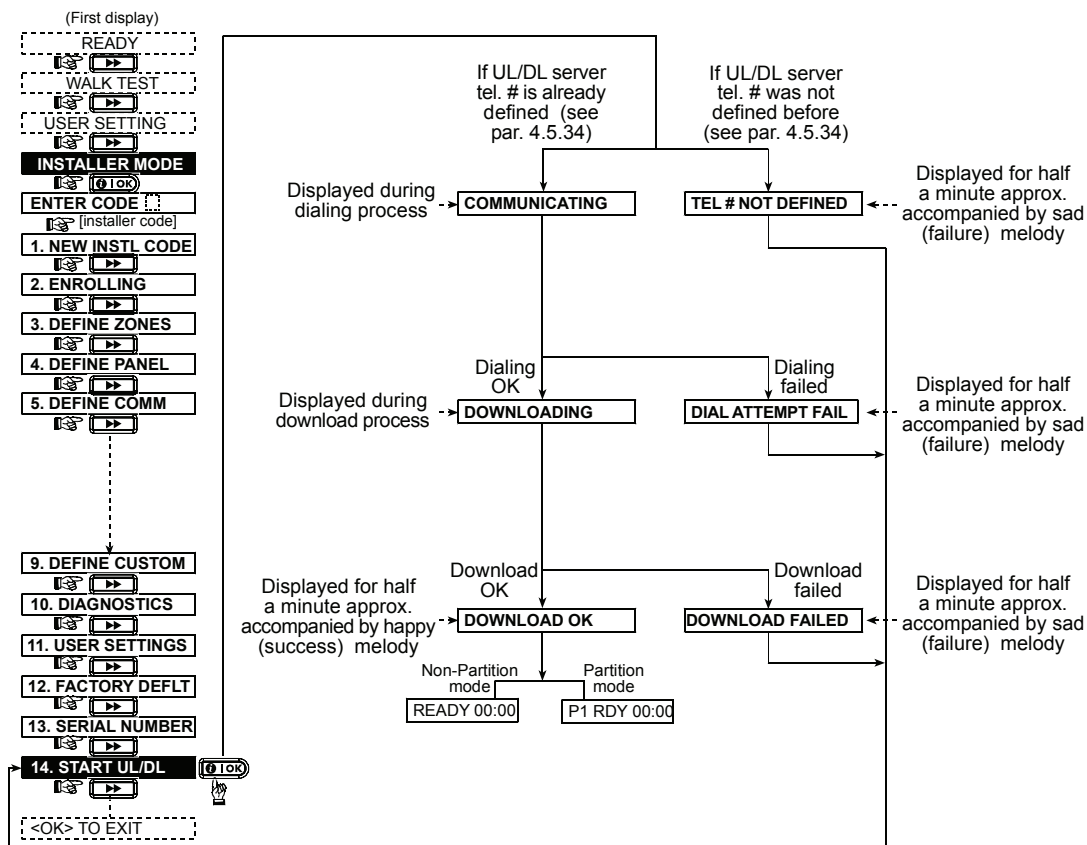 (First display)
READY
WALK TEST
USER SETTING
INSTALLER MODE
OK
ENTER CODE
[installer code]
1. NEW INSTL CODE
2. ENROLLING
3. DEFINE ZONES
4. DEFINE PANEL
5. DEFINE COMM
9. DEFINE CUSTOM
10. DIAGNOSTICS
11. USER SETTINGS
12. FACTORY DEFLT
13. SERIAL NUMBER
14. START UL/DL
OK
<OK> TO EXIT
If UL/DL server
tel. # is already
defined (see
par. 4.5.34)
If UL/DL server
tel. # was not
defined before
(see par. 4.5.34)
Displayed during
dialing process
COMMUNICATING
TEL # NOT DEFINED
Displayed for half
a minute approx.
accompanied by sad
(failure) melody
Dialing
OK
Dialing
failed
Displayed during
download process
DOWNLOADING
DIAL ATTEMPT FAIL
Displayed for half
a minute approx.
accompanied by sad
(failure) melody
Download
OK
Download
failed
Displayed for half
a minute approx.
accompanied by happy
(success) melody
DOWNLOAD OK
DOWNLOAD FAILED
Displayed for half
a minute approx.
accompanied by sad
(failure) melody
Non-Partition
mode
Partition
mode
READY 00:00
P1 RDY 00:00